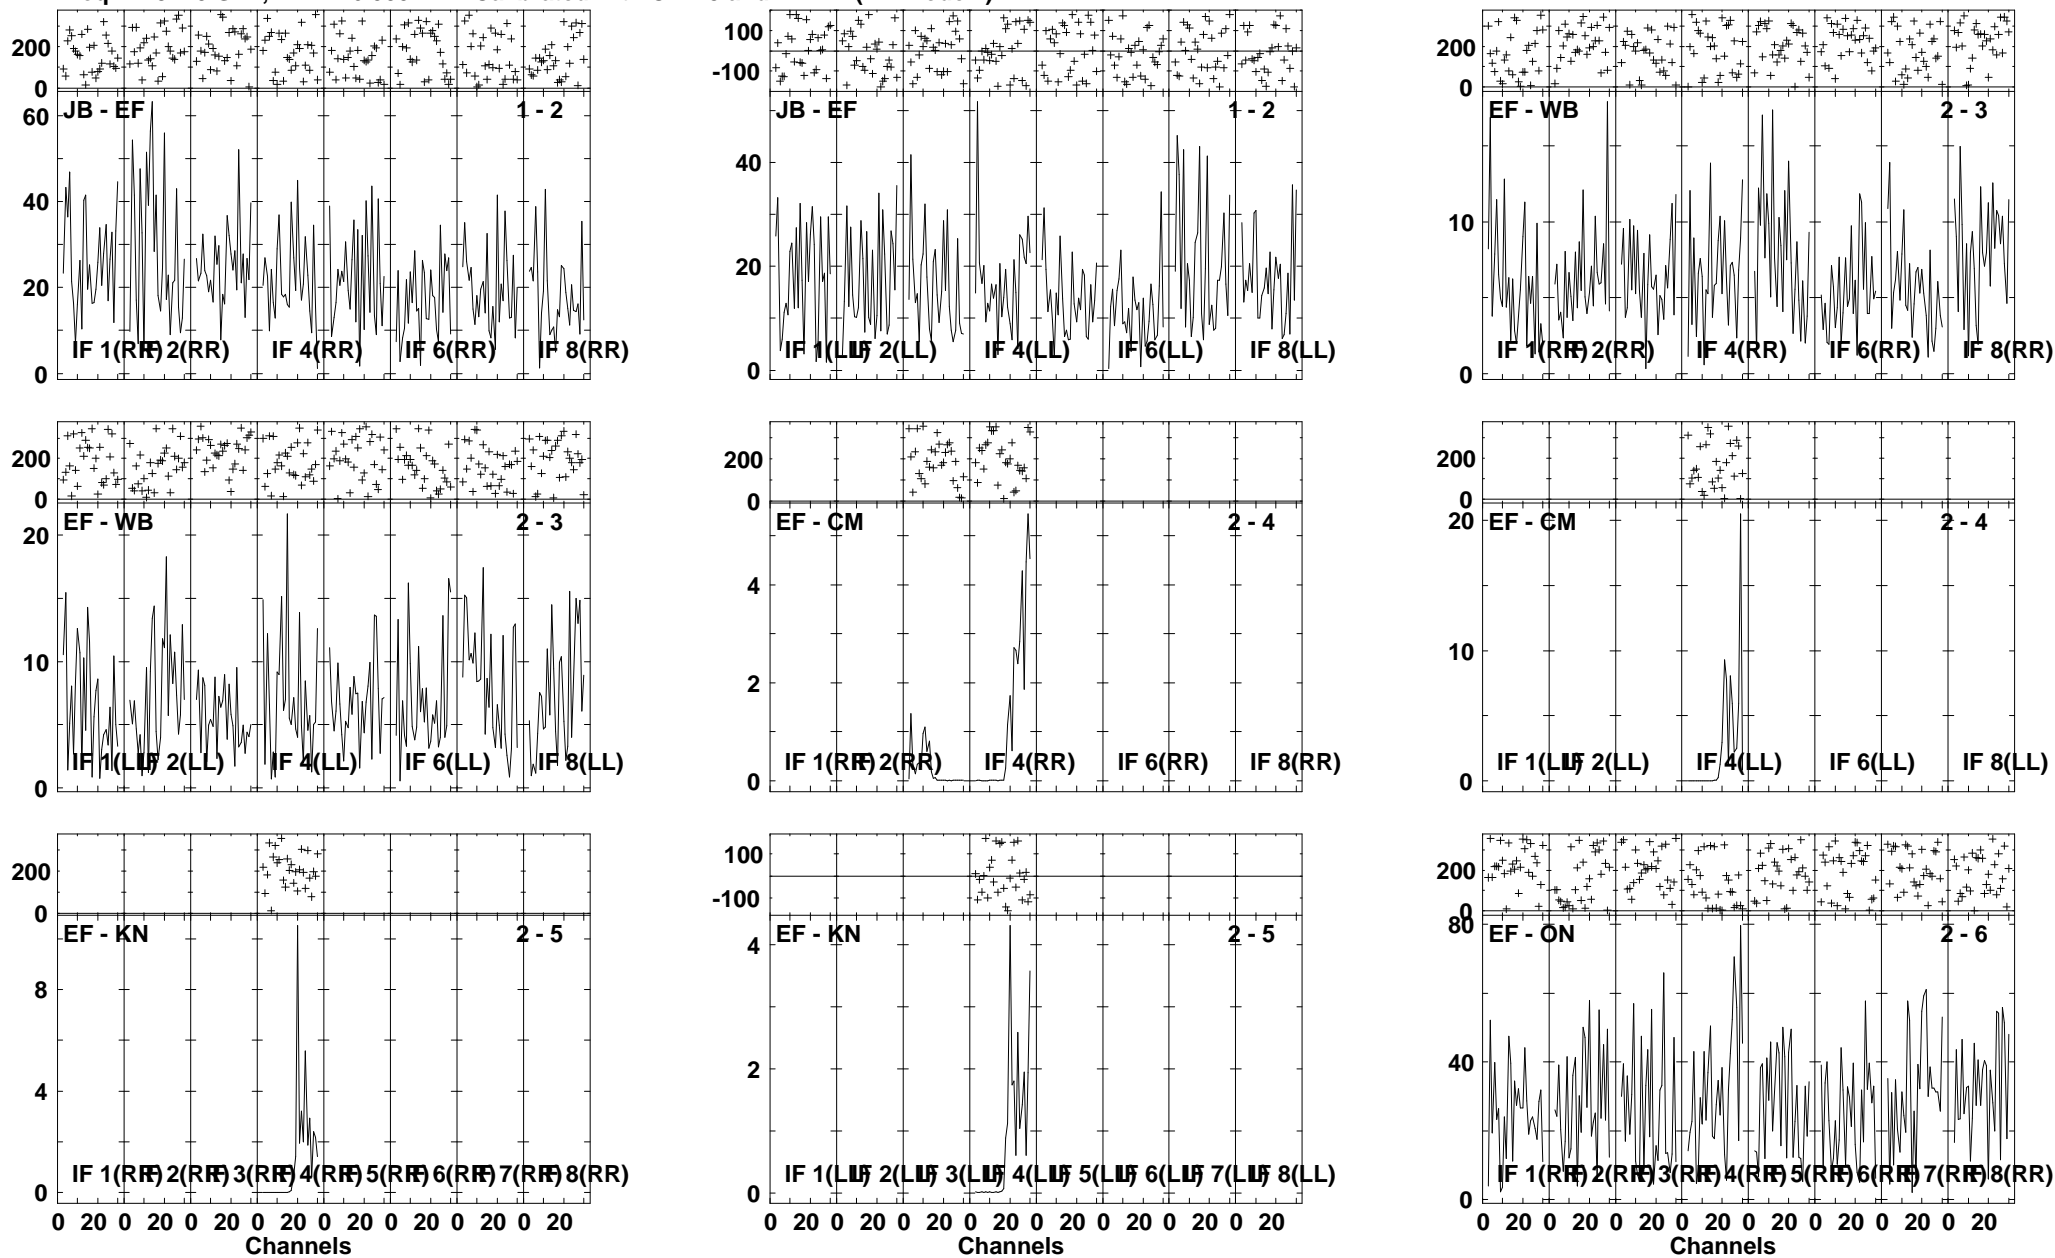 200
0
60
40
20
0
JB - EF 1 - 2
IF 1(RR) IF 2(RR) IF 4(RR) IF 6(RR) IF 8(RR)
100
-100
40
20
0
JB - EF 1 - 2
IF 1(LL) IF 2(LL) IF 4(LL) IF 6(LL) IF 8(LL)
200
0
10
0
EF - WB 2 - 3
IF 1(RR) IF 2(RR) IF 4(RR) IF 6(RR) IF 8(RR)
200
0
20
10
0
EF - WB 2 - 3
IF 1(LL) IF 2(LL) IF 4(LL) IF 6(LL) IF 8(LL)
200
0
4
2
0
EF - CM 2 - 4
IF 1(RR) IF 2(RR) IF 4(RR) IF 6(RR) IF 8(RR)
200
0
20
10
0
EF - CM 2 - 4
IF 1(LL) IF 2(LL) IF 4(LL) IF 6(LL) IF 8(LL)
200
0
8
4
0
EF - KN 2 - 5
IF 1(RR) IF 2(RR) IF 3(RR) IF 4(RR) IF 5(RR) IF 6(RR) IF 7(RR) IF 8(RR)
0 20 0 20 0 20 0 20 0 20 0 20 0 20 0 20
Channels
100
-100
4
2
0
EF - KN 2 - 5
IF 1(LL) IF 2(LL) IF 3(LL) IF 4(LL) IF 5(LL) IF 6(LL) IF 7(LL) IF 8(LL)
0 20 0 20 0 20 0 20 0 20 0 20 0 20 0 20
Channels
200
0
80
40
0
EF - ON 2 - 6
IF 1(RR) IF 2(RR) IF 3(RR) IF 4(RR) IF 5(RR) IF 6(RR) IF 7(RR) IF 8(RR)
0 20 0 20 0 20 0 20 0 20 0 20 0 20 0 20
Channels